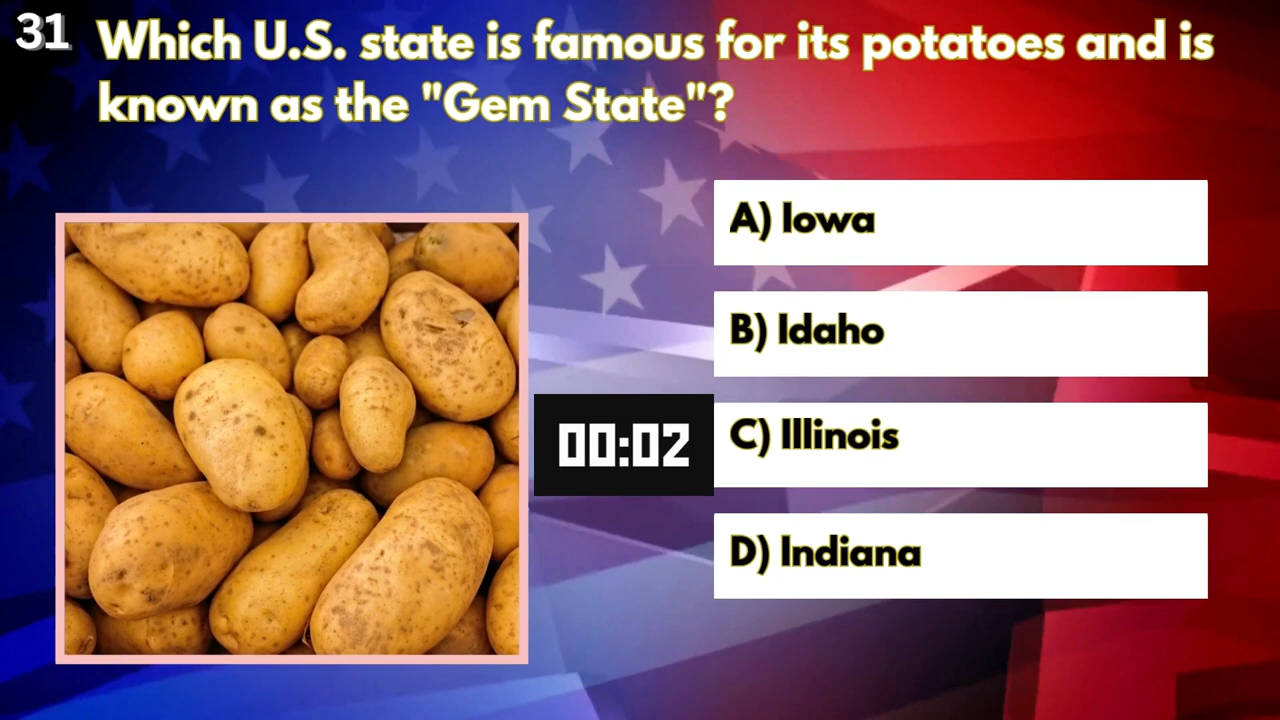 31
Which U.S. state is famous for its potatoes and is
known as the "Gem State"?
A) Iowa
B) Idaho
00:02
C) Illinois
D) Indiana